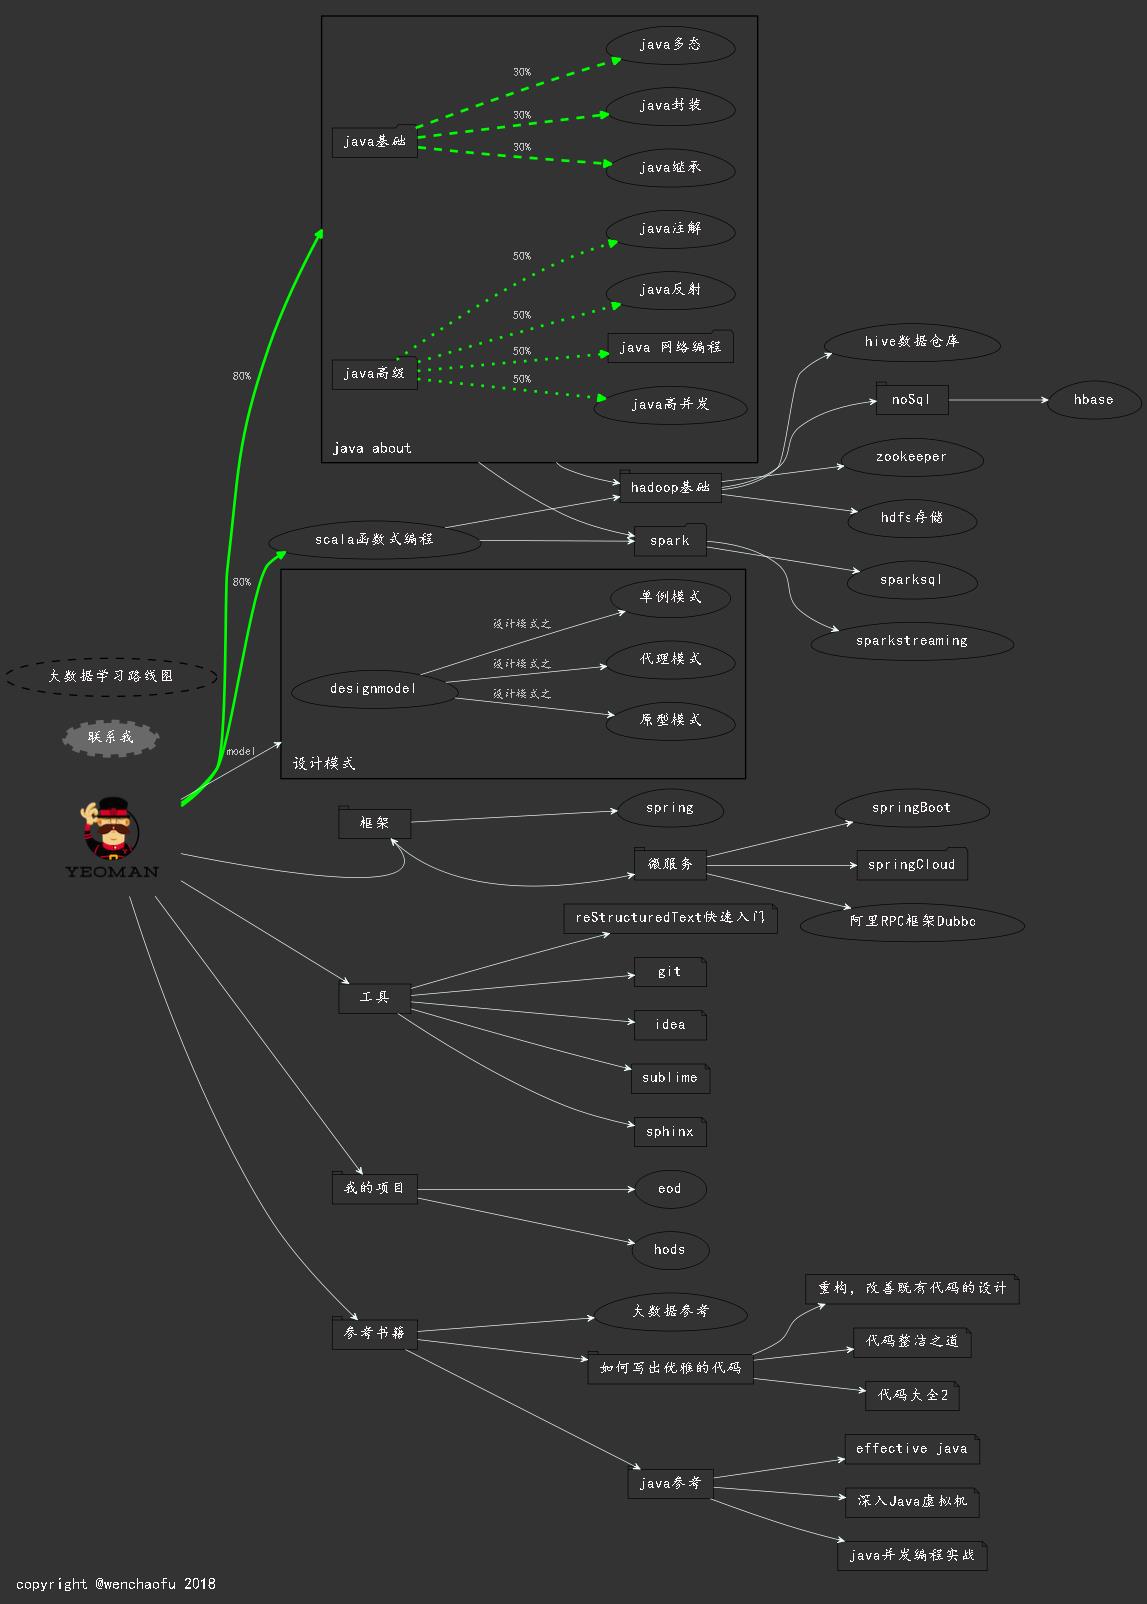 java多态
30%
java封装
30%
java基础
30%
java继承
java注解
50%
java反射
50%
java 网络编程
50%
java高级
50%
java高并发
java about
80%
hive数据仓库
noSql
hbase
zookeeper
hadoop基础
hdfs存储
scala函数式编程
spark
sparksql
80%
sparkstreaming
单例模式
设计模式之
代理模式
设计模式之
designmodel
设计模式之
原型模式
设计模式
大数据学习路线图
联系我
model
YEOMAN
框架
spring
springBoot
微服务
springCloud
阿里RPC框架Dubbo
reStructuredText快速入门
git
工具
idea
sublime
sphinx
我的项目
eod
hods
重构, 改善既有代码的设计
大数据参考
参考书籍
代码整洁之道
如何写出优雅的代码
代码大全2
effective java
java参考
深入Java虚拟机
java并发编程实战
copyright @wenchaofu 2018